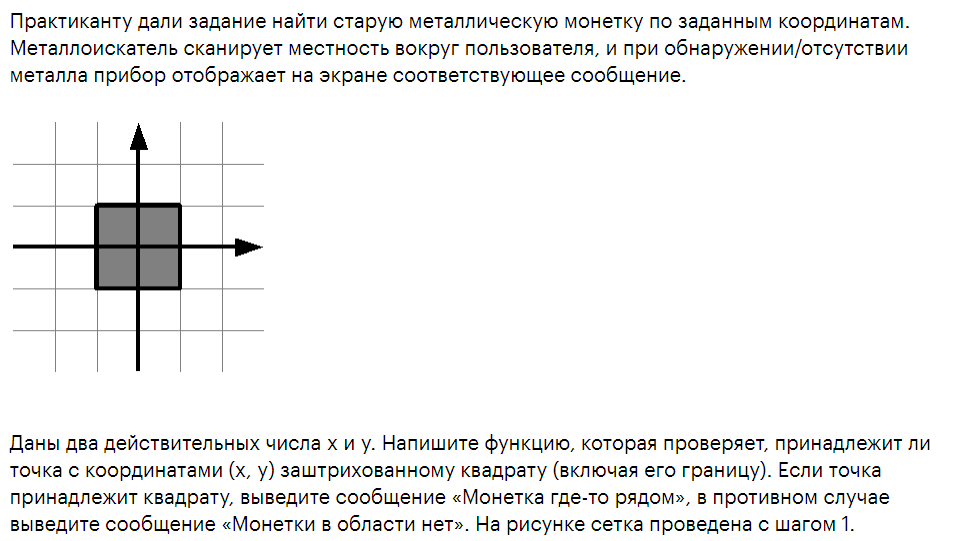 Практиканту дали задание найти старую металлическую монетку по заданным координатам.
Металлоискатель сканирует местность вокруг пользователя, и при обнаружении/отсутствии
металла прибор отображает на экране соответствующее сообщение.
Даны два действительных числа x и y. Напишите функцию, которая проверяет, принадлежит ли
точка с координатами (x, y) заштрихованному квадрату (включая его границу). Если точка
принадлежит квадрату, выведите сообщение «Монетка где-то рядом», в противном случае
выведите сообщение «Монетки в области нет». На рисунке сетка проведена с шагом 1.